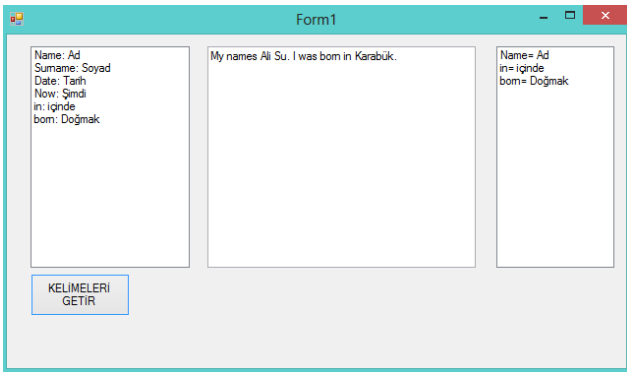 Form1
Name: Ad
Surname: Soyad
Date: Tarih
Now: Şimdi
in: içinde
born: Doğmak
My names Ali Su. I was born in Karabük.
Name= Ad
in= içinde
born= Doğmak
KELİMELERİ
GETİR